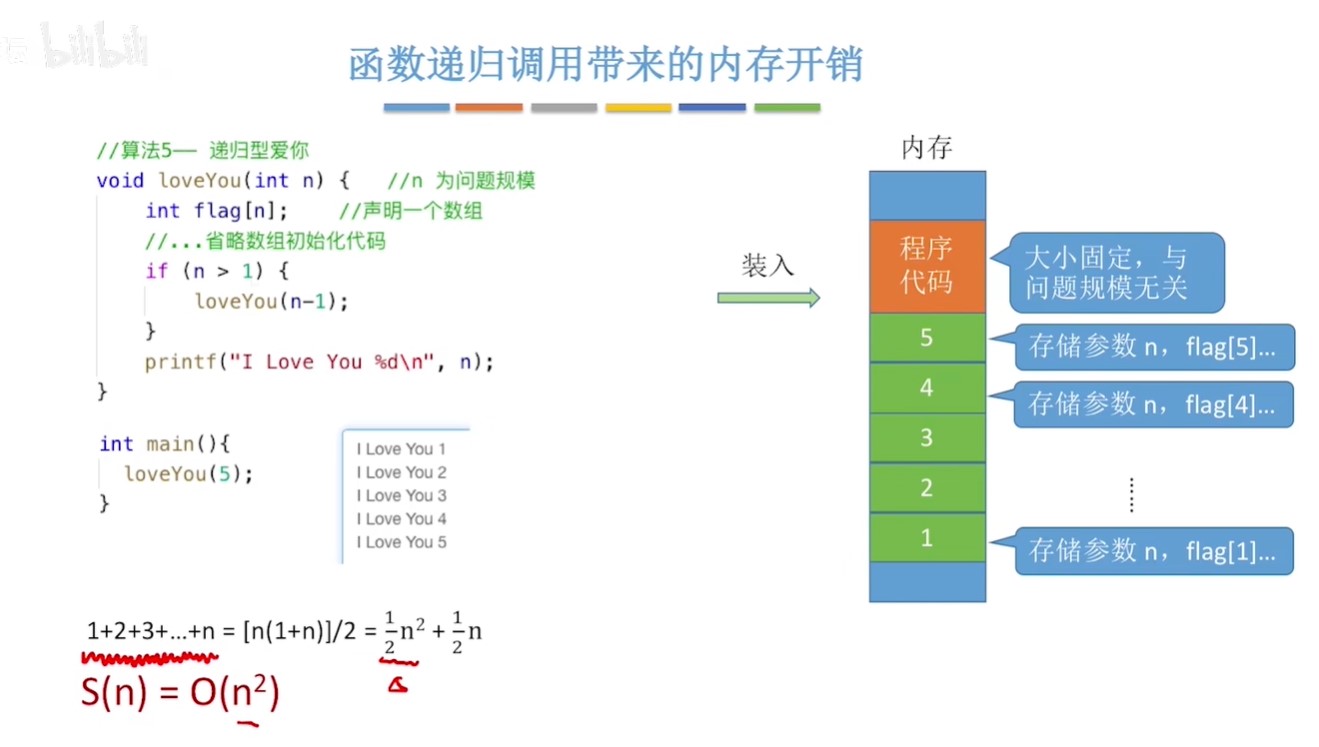 bilibili
函数递归调用带来的内存开销
//算法5—— 递归型爱你
void loveYou(int n) { //n 为问题规模
int flag[n]; //声明一个数组
//...省略数组初始化代码
if (n > 1) {
loveYou(n-1);
}
printf("I Love You %d\n", n);
}
int main(){
loveYou(5);
}
I Love You 1
I Love You 2
I Love You 3
I Love You 4
I Love You 5
装入
内存
程序
代码
大小固定，与
问题规模无关
5
存储参数 n，flag[5]...
4
存储参数 n，flag[4]...
3
2
1
存储参数 n，flag[1]...
1+2+3+...+n = [n(1+n)]/2 = 1/2 n² + 1/2 n
S(n) = O(n²)